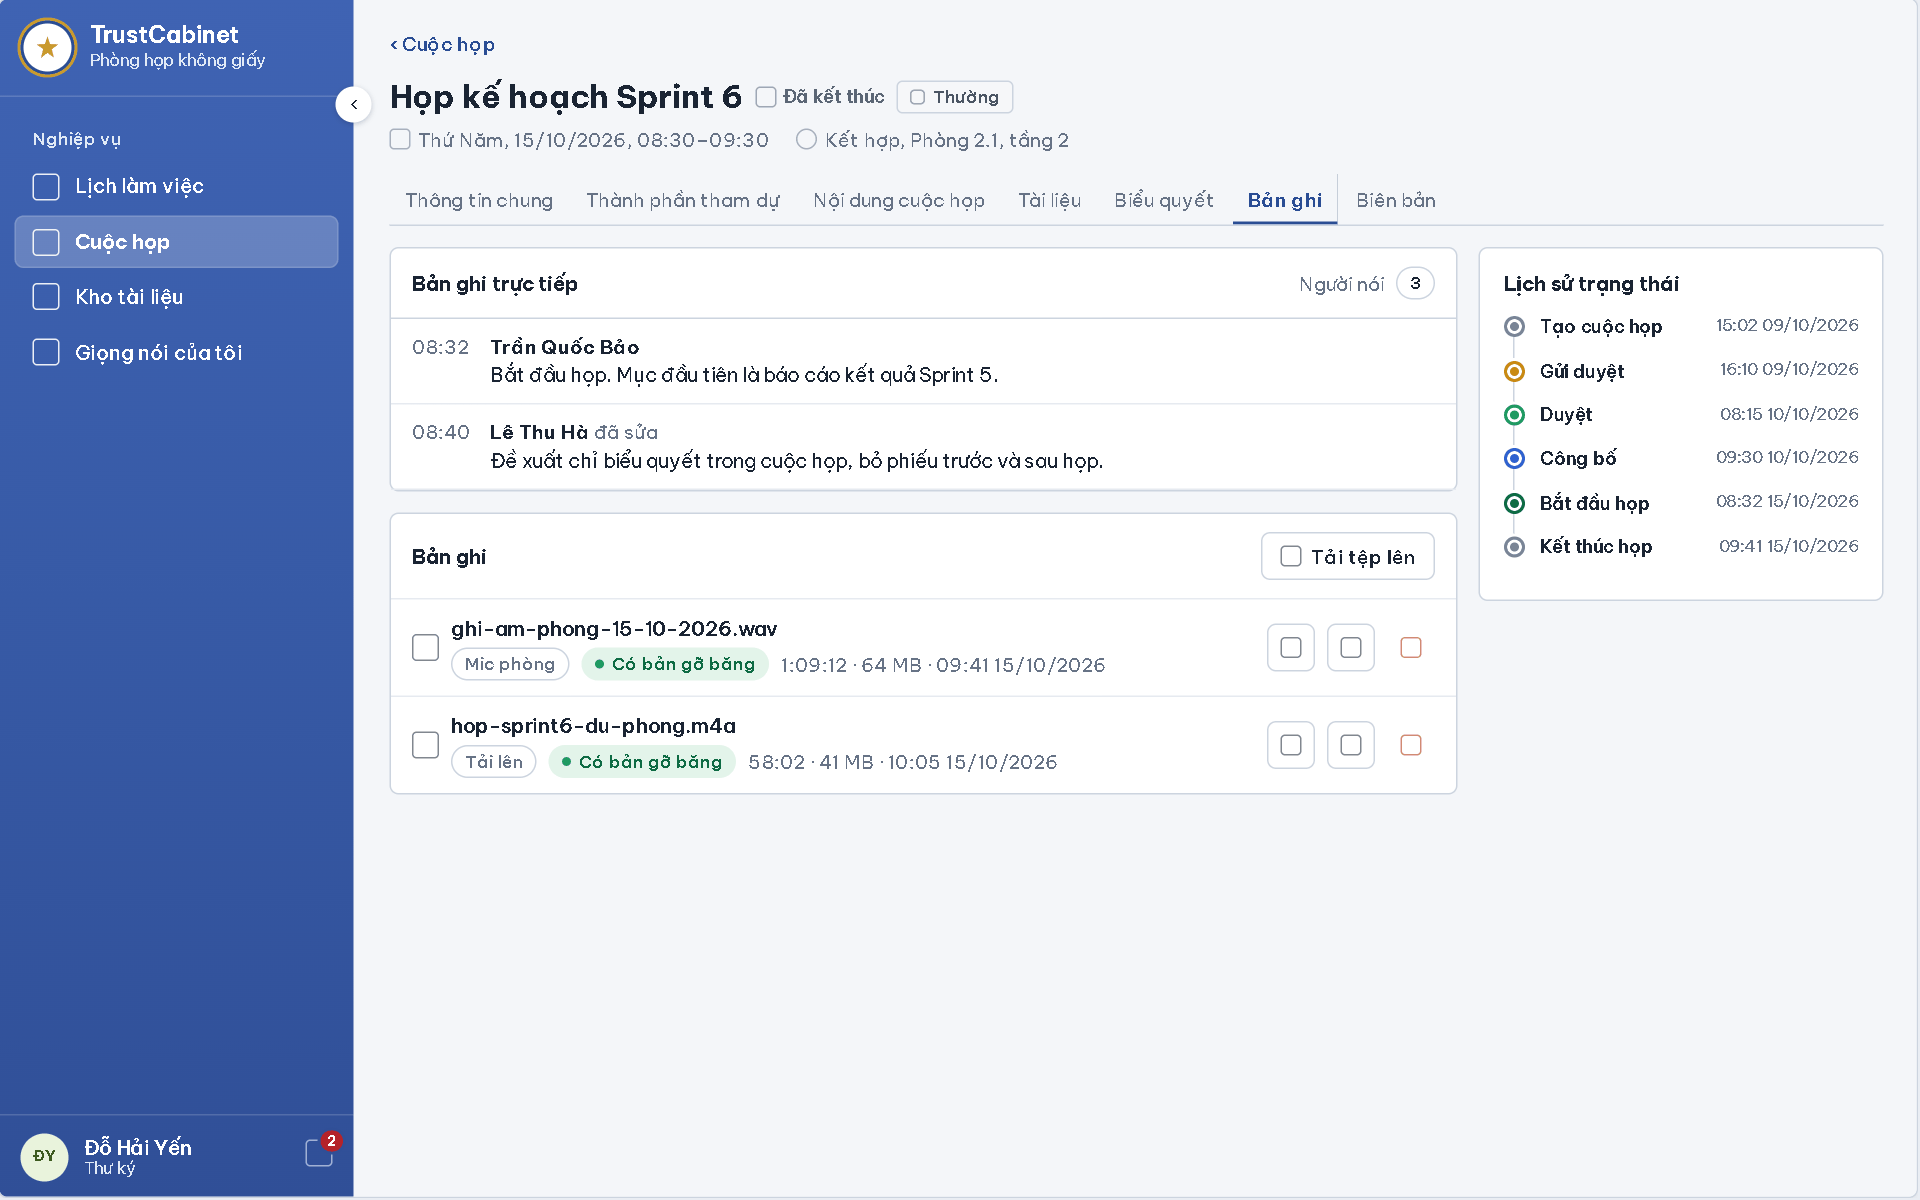 TrustCabinet
Phòng họp không giấy
Nghiệp vụ
Lịch làm việc
Cuộc họp
Kho tài liệu
Giọng nói của tôi
ĐY
Đỗ Hải Yến
Thư ký
2
‹ Cuộc họp
Họp kế hoạch Sprint 6 Đã kết thúc Thường
Thứ Năm, 15/10/2026, 08:30–09:30 Kết hợp, Phòng 2.1, tầng 2
Thông tin chung Thành phần tham dự Nội dung cuộc họp Tài liệu Biểu quyết Bản ghi Biên bản
Bản ghi trực tiếp Người nói 3
08:32 Trần Quốc Bảo
Bắt đầu họp. Mục đầu tiên là báo cáo kết quả Sprint 5.
08:40 Lê Thu Hà đã sửa
Đề xuất chỉ biểu quyết trong cuộc họp, bỏ phiếu trước và sau họp.
Bản ghi Tải tệp lên
ghi-am-phong-15-10-2026.wav
Mic phòng Có bản gỡ băng 1:09:12 · 64 MB · 09:41 15/10/2026
hop-sprint6-du-phong.m4a
Tải lên Có bản gỡ băng 58:02 · 41 MB · 10:05 15/10/2026
Lịch sử trạng thái
Tạo cuộc họp 15:02 09/10/2026
Gửi duyệt 16:10 09/10/2026
Duyệt 08:15 10/10/2026
Công bố 09:30 10/10/2026
Bắt đầu họp 08:32 15/10/2026
Kết thúc họp 09:41 15/10/2026